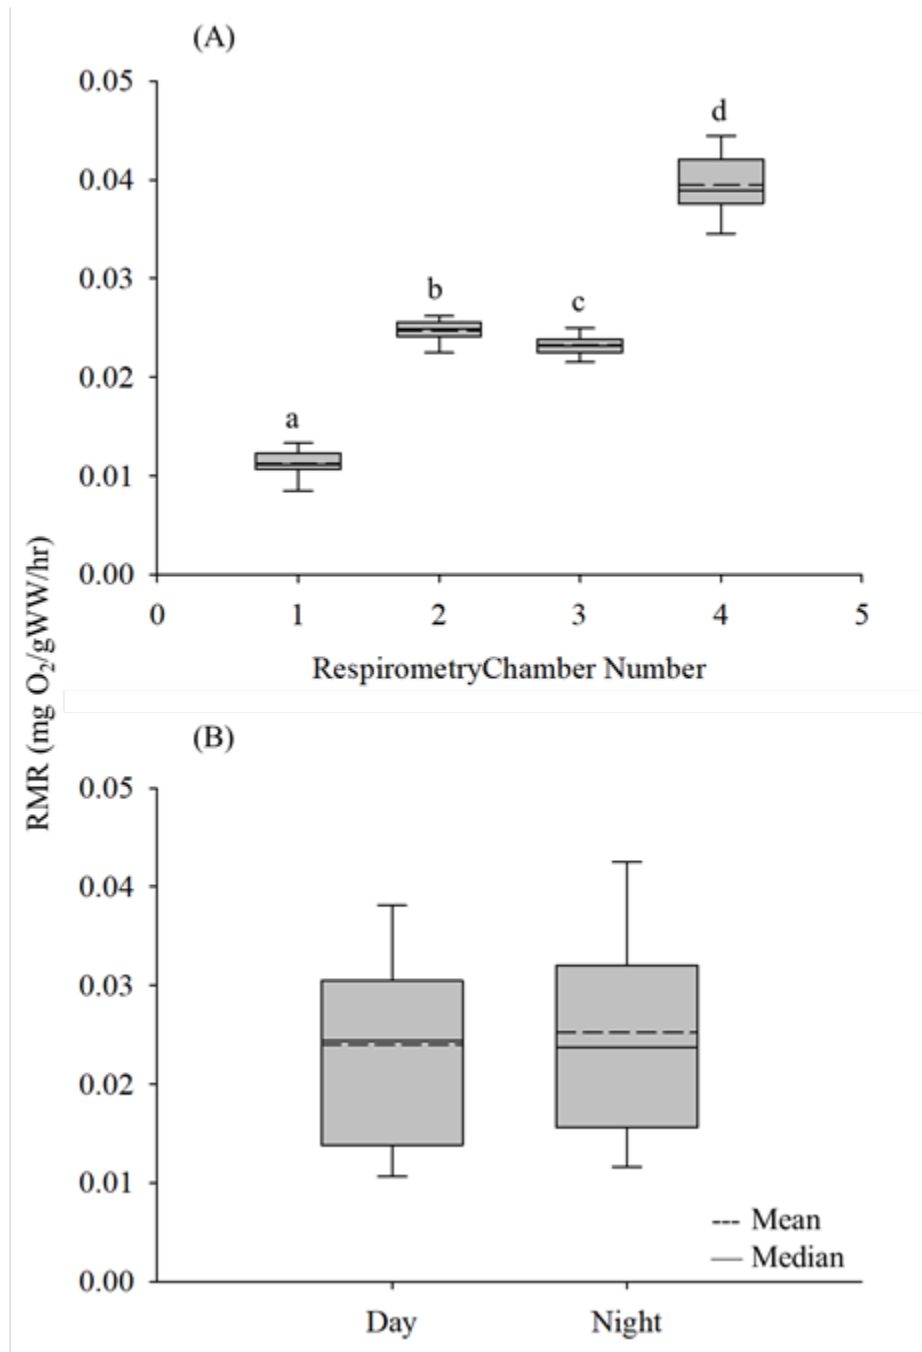 (A)
0.05
0.04
0.03
0.02
0.01
0.00
a
b
c
d
0 1 2 3 4 5
RespirometryChamber Number
RMR (mg O₂/gWW/hr)
(B)
0.05
0.04
0.03
0.02
0.01
0.00
Mean
Median
Day Night